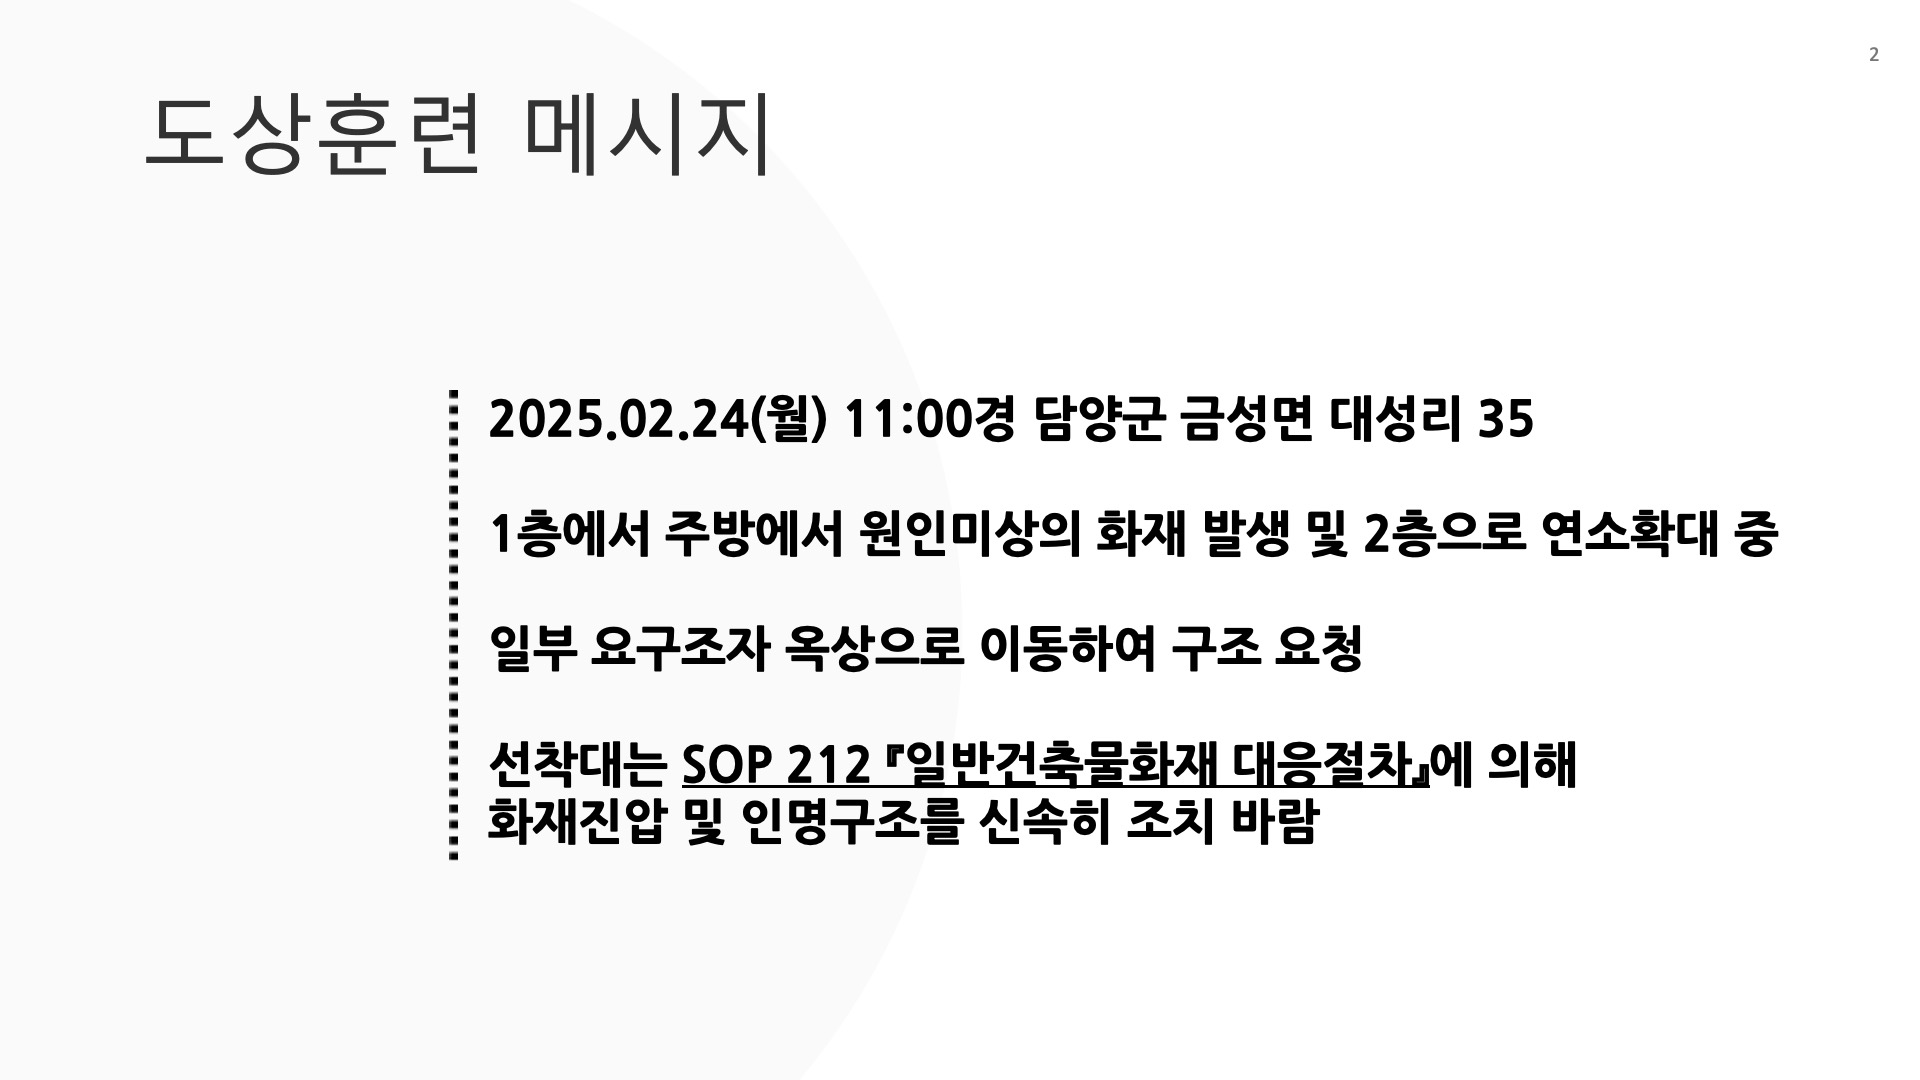 2
도상훈련 메시지
2025.02.24(월) 11:00경 담양군 금성면 대성리 35
1층에서 주방에서 원인미상의 화재 발생 및 2층으로 연소확대 중
일부 요구조자 옥상으로 이동하여 구조 요청
선착대는 SOP 212『일반건축물화재 대응절차』에 의해
화재진압 및 인명구조를 신속히 조치 바람